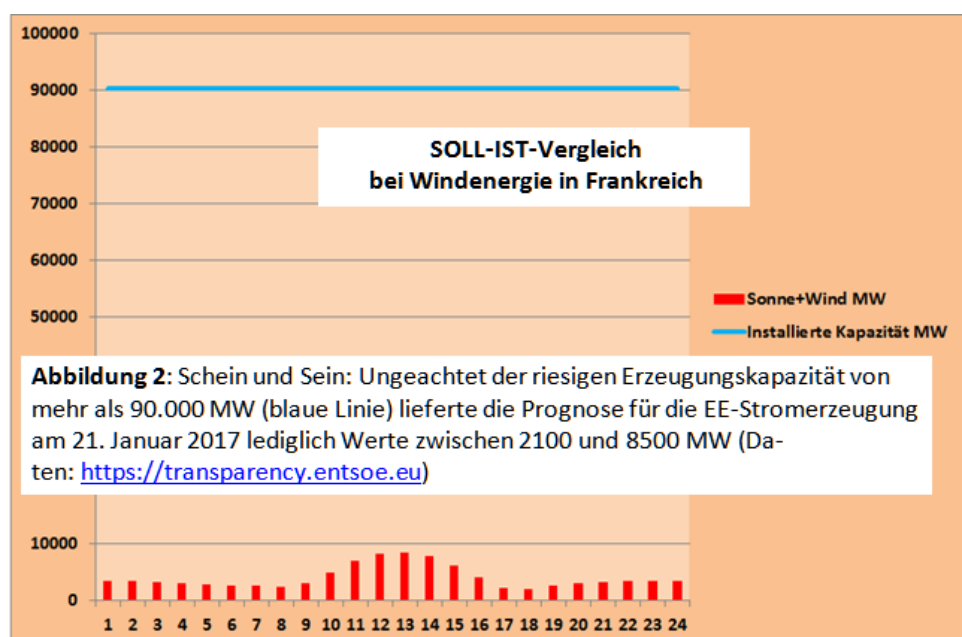 100000
90000
80000
70000
60000
50000
10000
0
SOLL-IST-Vergleich
bei Windenergie in Frankreich
Sonne+Wind MW
Installierte Kapazität MW
Abbildung 2: Schein und Sein: Ungeachtet der riesigen Erzeugungskapazität von
mehr als 90.000 MW (blaue Linie) lieferte die Prognose für die EE-Stromerzeugung
am 21. Januar 2017 lediglich Werte zwischen 2100 und 8500 MW (Da-
ten: https://transparency.entsoe.eu)
1 2 3 4 5 6 7 8 9 10 11 12 13 14 15 16 17 18 19 20 21 22 23 24